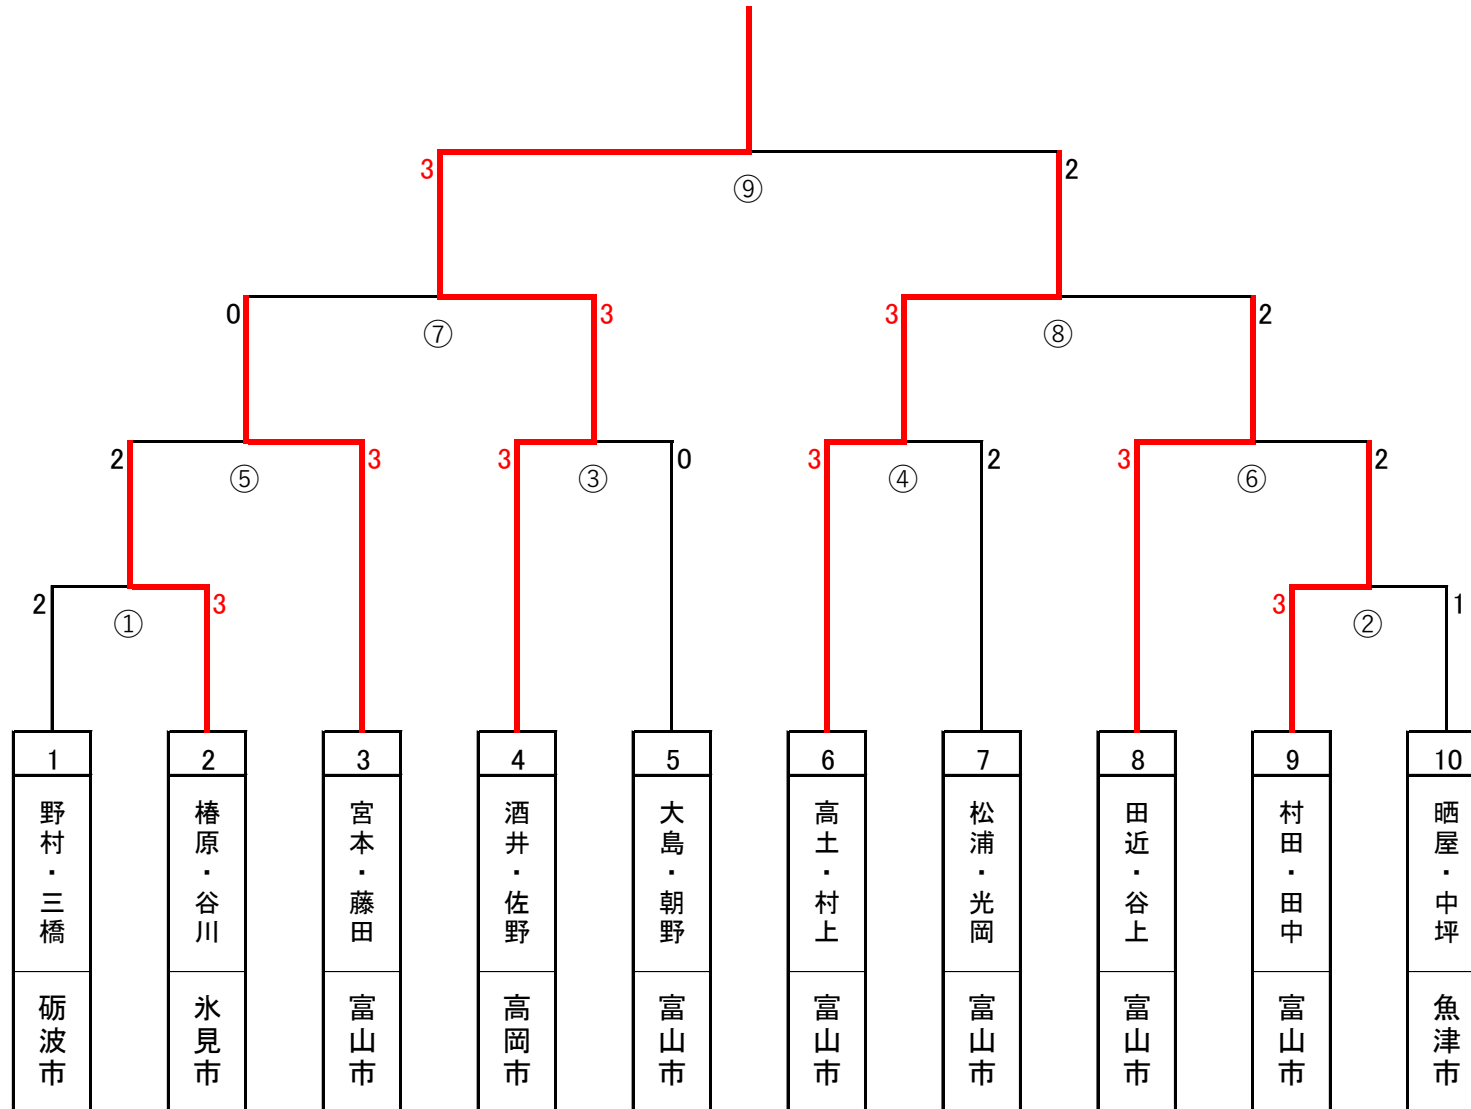 3
2
⑨
0
3
3
2
⑦
⑧
2
3
3
0
3
2
3
2
⑤
③
④
⑥
2
3
3
1
①
②
1
2
3
4
5
6
7
8
9
10
野村・三橋
椿原・谷川
宮本・藤田
酒井・佐野
大島・朝野
高土・村上
松浦・光岡
田近・谷上
村田・田中
晒屋・中坪
砺波市
氷見市
富山市
高岡市
富山市
富山市
富山市
富山市
富山市
魚津市